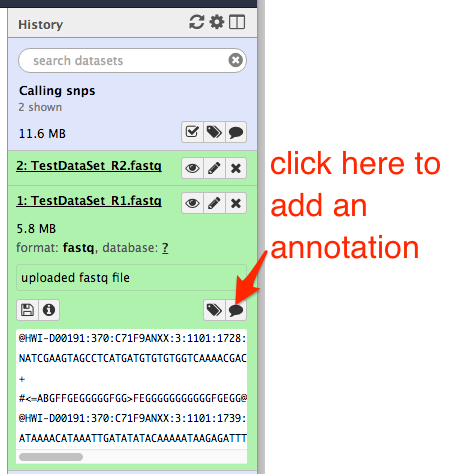 History
search datasets
Calling snps
2 shown
11.6 MB
2: TestDataSet_R2.fastq
1: TestDataSet_R1.fastq
5.8 MB
format: fastq, database: ?
uploaded fastq file
@HWI-D00191:370:C71F9ANXX:3:1101:1728:
NATCGAAGTAGCCTCATGATGTGTGTGGTCAAAACGAC
+
#<=ABGFFGEGGGGGFGG>FEGGGGGGGGGGGFGEGG@
@HWI-D00191:370:C71F9ANXX:3:1101:1739:
ATAAAACATAAATTGATATATACAAAAATAAGAGATTT
click here to
add an
annotation